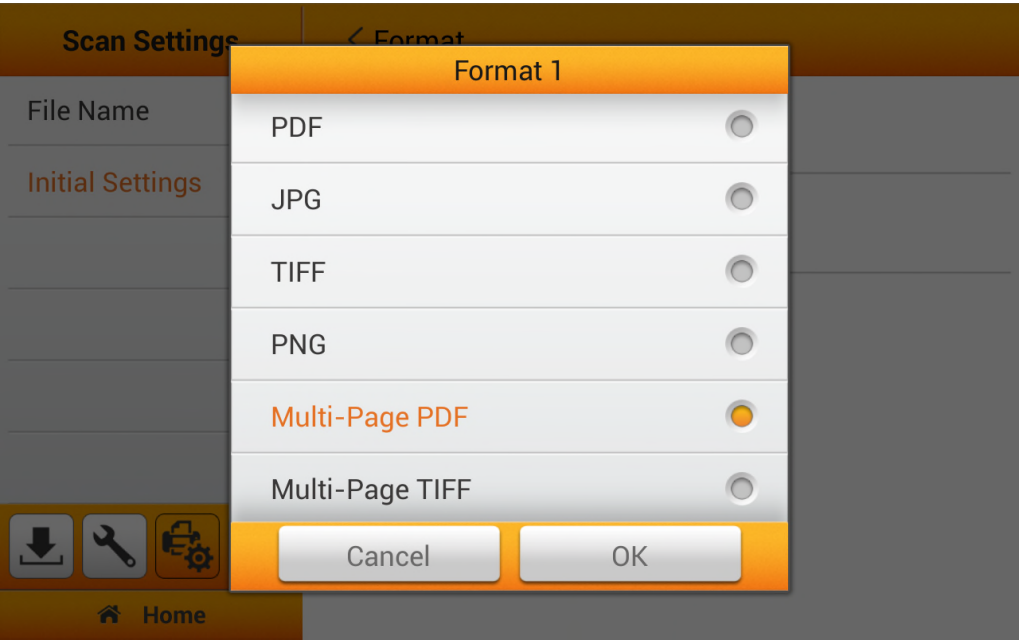 Scan Settings
Format
Format 1
File Name
Initial Settings
PDF
JPG
TIFF
PNG
Multi-Page PDF
Multi-Page TIFF
Cancel
OK
Home